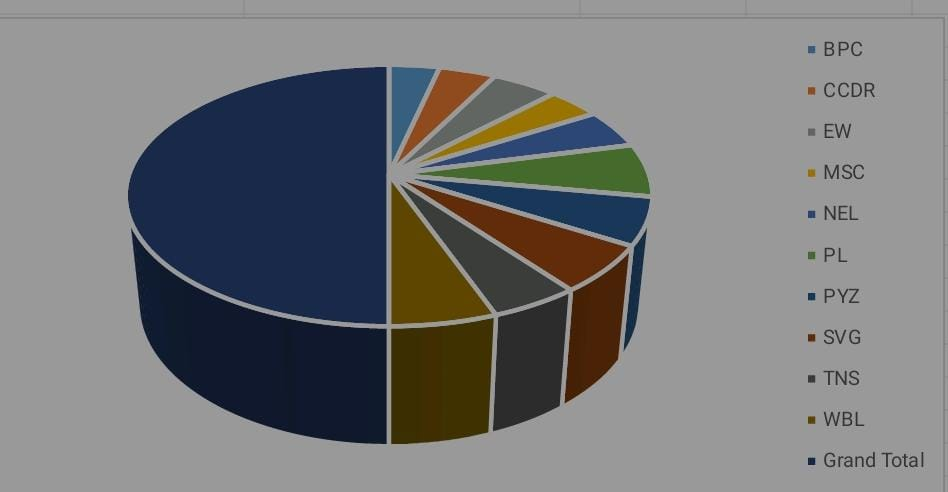 BPC
CCDR
EW
MSC
NEL
PL
PYZ
SVG
TNS
WBL
Grand Total